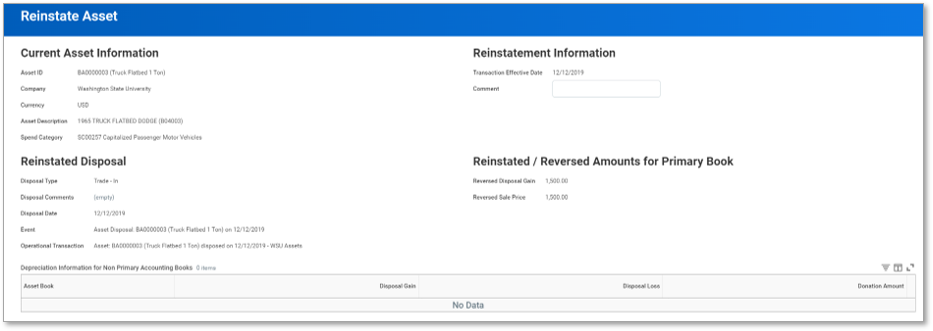 Reinstate Asset
Current Asset Information
Asset ID BA0000003 (Truck Flatbed 1 Ton)
Company Washington State University
Currency USD
Asset Description 1965 TRUCK FLATBED DODGE (B04003)
Spend Category SC00257 Capitalized Passenger Motor Vehicles
Reinstatement Information
Transaction Effective Date 12/12/2019
Comment
Reinstated Disposal
Disposal Type Trade - In
Disposal Comments (empty)
Disposal Date 12/12/2019
Event Asset Disposal: BA0000003 (Truck Flatbed 1 Ton) on 12/12/2019
Operational Transaction Asset: BA0000003 (Truck Flatbed 1 Ton) disposed on 12/12/2019 - WSU Assets
Reinstated / Reversed Amounts for Primary Book
Reversed Disposal Gain 1,500.00
Reversed Sale Price 1,500.00
Depreciation Information for Non Primary Accounting Books 0 items
Asset Book Disposal Gain Disposal Loss Donation Amount
No Data